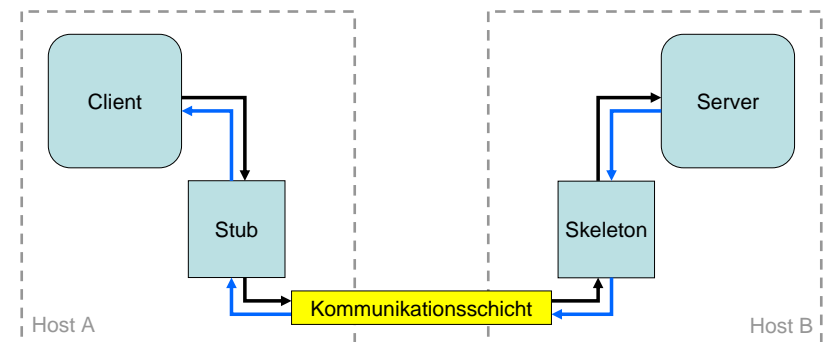 Client
Server
Stub
Skeleton
Kommunikationsschicht
Host A
Host B